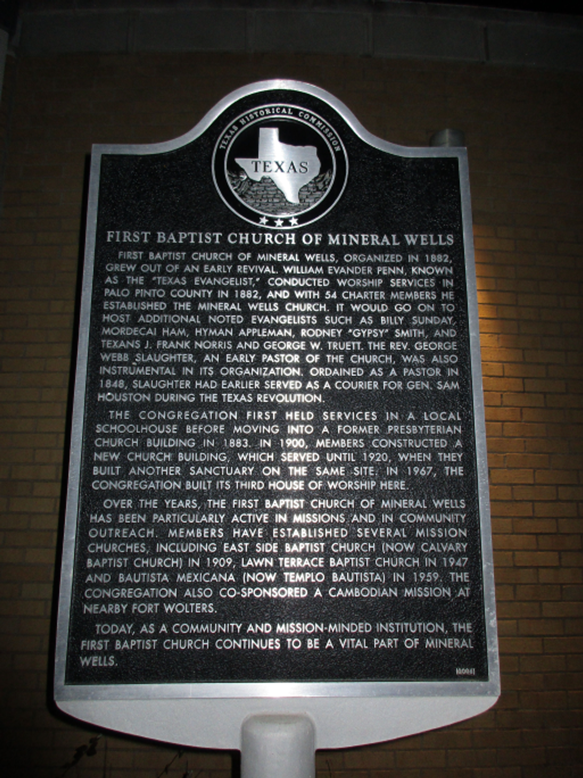 TEXAS HISTORICAL COMMISSION
TEXAS
FIRST BAPTIST CHURCH OF MINERAL WELLS
FIRST BAPTIST CHURCH OF MINERAL WELLS, ORGANIZED IN 1882,
GREW OUT OF AN EARLY REVIVAL. WILLIAM EVANDER PENN, KNOWN
AS THE "TEXAS EVANGELIST," CONDUCTED WORSHIP SERVICES IN
PALO PINTO COUNTY IN 1882, AND WITH 54 CHARTER MEMBERS HE
ESTABLISHED THE MINERAL WELLS CHURCH. IT WOULD GO ON TO
HOST ADDITIONAL NOTED EVANGELISTS SUCH AS BILLY SUNDAY,
MORDECAI HAM, HYMAN APPLEMAN, RODNEY "GYPSY" SMITH, AND
TEXANS J. FRANK NORRIS AND GEORGE W. TRUETT. THE REV. GEORGE
WEBB SLAUGHTER, AN EARLY PASTOR OF THE CHURCH, WAS ALSO
INSTRUMENTAL IN ITS ORGANIZATION. ORDAINED AS A PASTOR IN
1848, SLAUGHTER HAD EARLIER SERVED AS A COURIER FOR GEN. SAM
HOUSTON DURING THE TEXAS REVOLUTION.
THE CONGREGATION FIRST HELD SERVICES IN A LOCAL
SCHOOLHOUSE BEFORE MOVING INTO A FORMER PRESBYTERIAN
CHURCH BUILDING IN 1883. IN 1900, MEMBERS CONSTRUCTED A
NEW CHURCH BUILDING, WHICH SERVED UNTIL 1920, WHEN THEY
BUILT ANOTHER SANCTUARY ON THE SAME SITE. IN 1967, THE
CONGREGATION BUILT ITS THIRD HOUSE OF WORSHIP HERE.
OVER THE YEARS, THE FIRST BAPTIST CHURCH OF MINERAL WELLS
HAS BEEN PARTICULARLY ACTIVE IN MISSIONS AND IN COMMUNITY
OUTREACH. MEMBERS HAVE ESTABLISHED SEVERAL MISSION
CHURCHES, INCLUDING EAST SIDE BAPTIST CHURCH (NOW CALVARY
BAPTIST CHURCH) IN 1909, LAWN TERRACE BAPTIST CHURCH IN 1947
AND BAUTISTA MEXICANA (NOW TEMPLO BAUTISTA) IN 1959. THE
CONGREGATION ALSO CO-SPONSORED A CAMBODIAN MISSION AT
NEARBY FORT WOLTERS.
TODAY, AS A COMMUNITY AND MISSION-MINDED INSTITUTION, THE
FIRST BAPTIST CHURCH CONTINUES TO BE A VITAL PART OF MINERAL
WELLS.